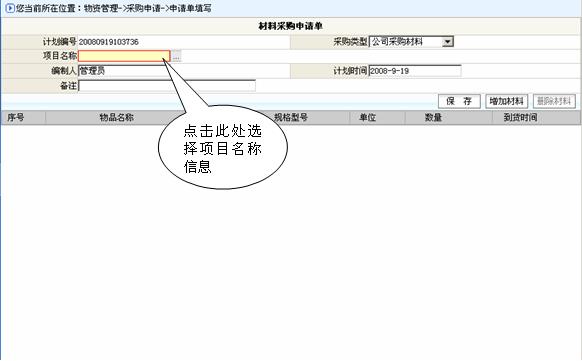 您当前所在位置：物资管理->采购申请->申请单填写
材料采购申请单
计划编号 20080919103736 采购类型 公司采购材料
项目名称 ...
编制人 管理员 计划时间 2008-9-19
备注
保 存 增加材料 删除材料
序号 物品名称 规格型号 单位 数量 到货时间
点击此处选
择项目名称
信息